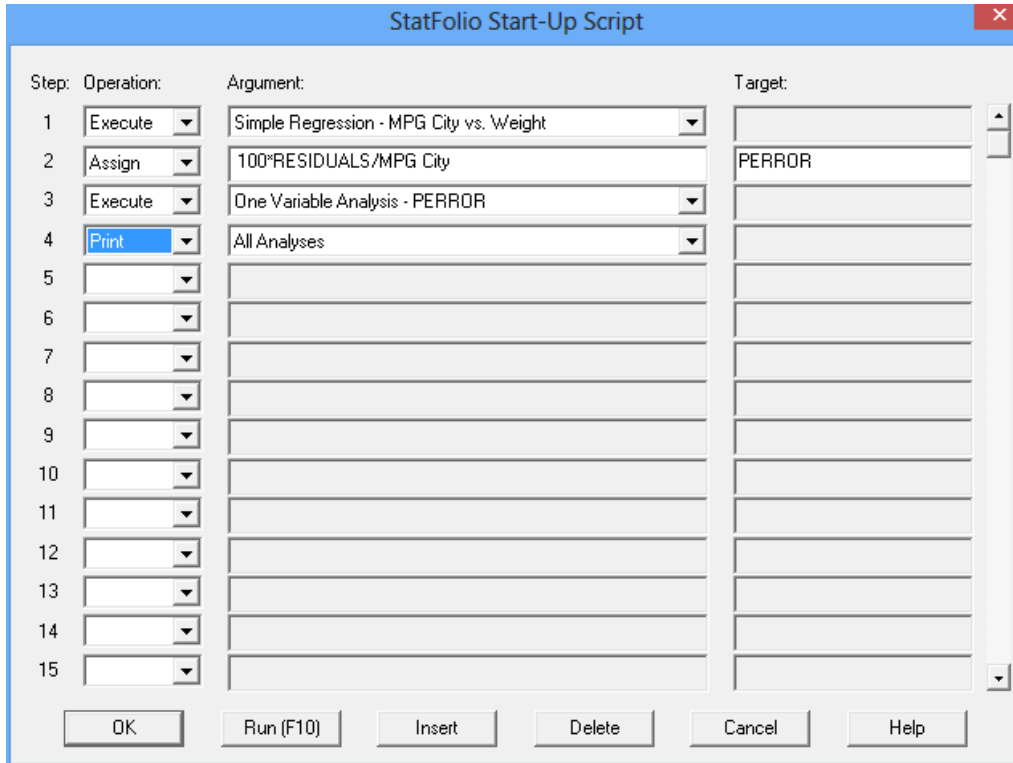 StatFolio Start-Up Script
Step: Operation: Argument: Target:
1 Execute Simple Regression - MPG City vs. Weight
2 Assign 100*RESIDUALS/MPG City PERROR
3 Execute One Variable Analysis - PERROR
4 Print All Analyses
5
6
7
8
9
10
11
12
13
14
15
OK Run (F10) Insert Delete Cancel Help